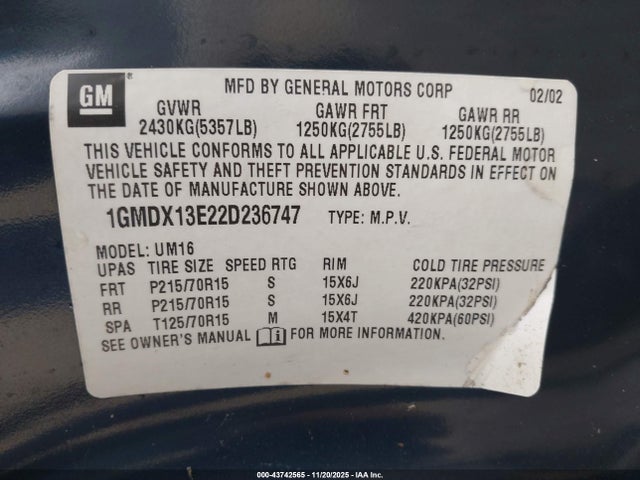 GM
MFD BY GENERAL MOTORS CORP 02/02
GVWR GAWR FRT GAWR RR
2430KG(5357LB) 1250KG(2755LB) 1250KG(2755LB)
THIS VEHICLE CONFORMS TO ALL APPLICABLE U.S. FEDERAL MOTOR
VEHICLE SAFETY AND THEFT PREVENTION STANDARDS IN EFFECT ON
THE DATE OF MANUFACTURE SHOWN ABOVE.
1GMDX13E22D236747 TYPE: M.P.V.
MODEL: UM16
UPAS TIRE SIZE SPEED RTG RIM COLD TIRE PRESSURE
FRT P215/70R15 S 15X6J 220KPA(32PSI)
RR P215/70R15 S 15X6J 220KPA(32PSI)
SPA T125/70R15 M 15X4T 420KPA(60PSI)
SEE OWNER'S MANUAL FOR MORE INFORMATION
000-43742565 - 11/20/2025 - IAA Inc.